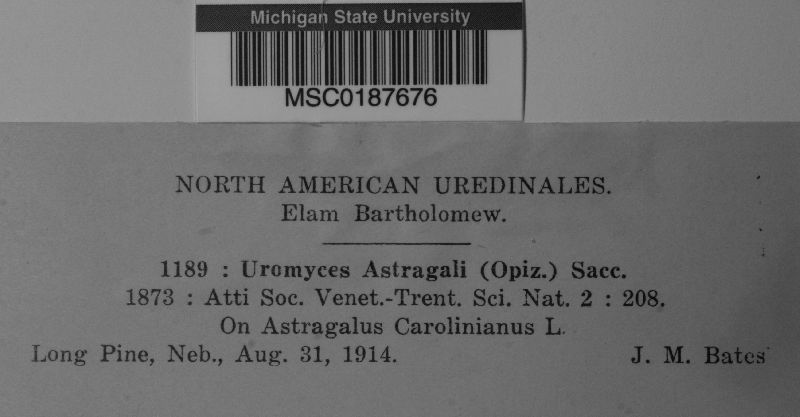 Michigan State University
MSC0187676
NORTH AMERICAN UREDINALES.
Elam Bartholomew.
1189 : Uromyces Astragali (Opiz.) Sacc.
1873 : Atti Soc. Venet.-Trent. Sci. Nat. 2 : 208.
On Astragalus Carolinianus L.
Long Pine, Neb., Aug. 31, 1914. J. M. Bates